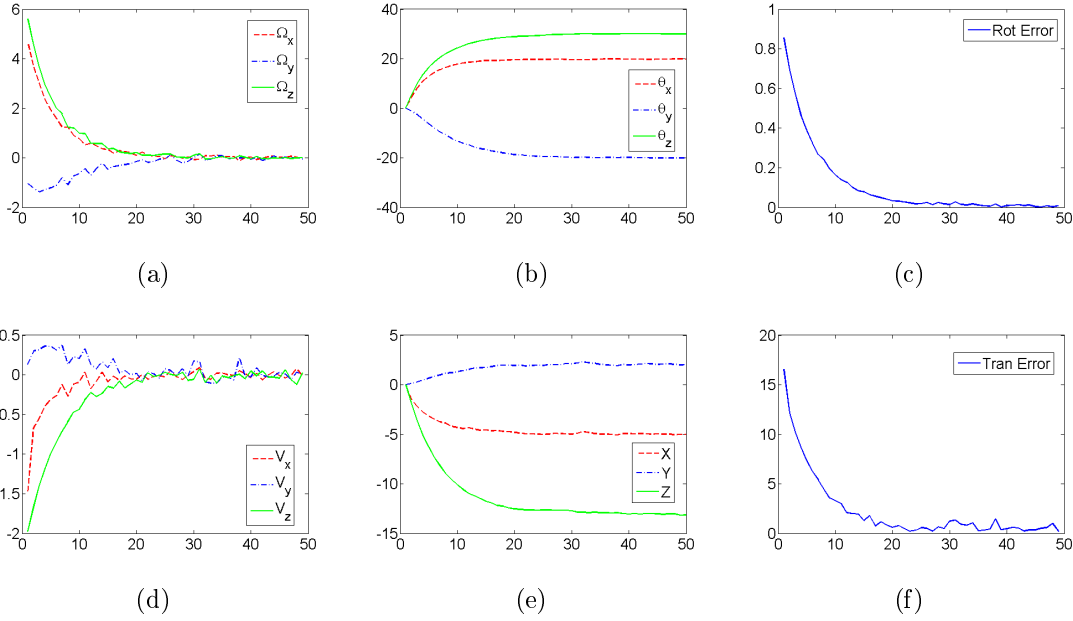 6
4
2
0
-2
0 10 20 30 40 50
Ωx
Ωy
Ωz
(a)
40
20
0
-20
-40
0 10 20 30 40 50
θx
θy
θz
(b)
1
0.8
0.6
0.4
0.2
0
0 10 20 30 40 50
Rot Error
(c)
0.5
0
0.5
-1
1.5
-2
0 10 20 30 40 50
Vx
Vy
Vz
(d)
5
0
-5
-10
-15
0 10 20 30 40 50
X
Y
Z
(e)
20
15
10
5
0
0 10 20 30 40 50
Tran Error
(f)